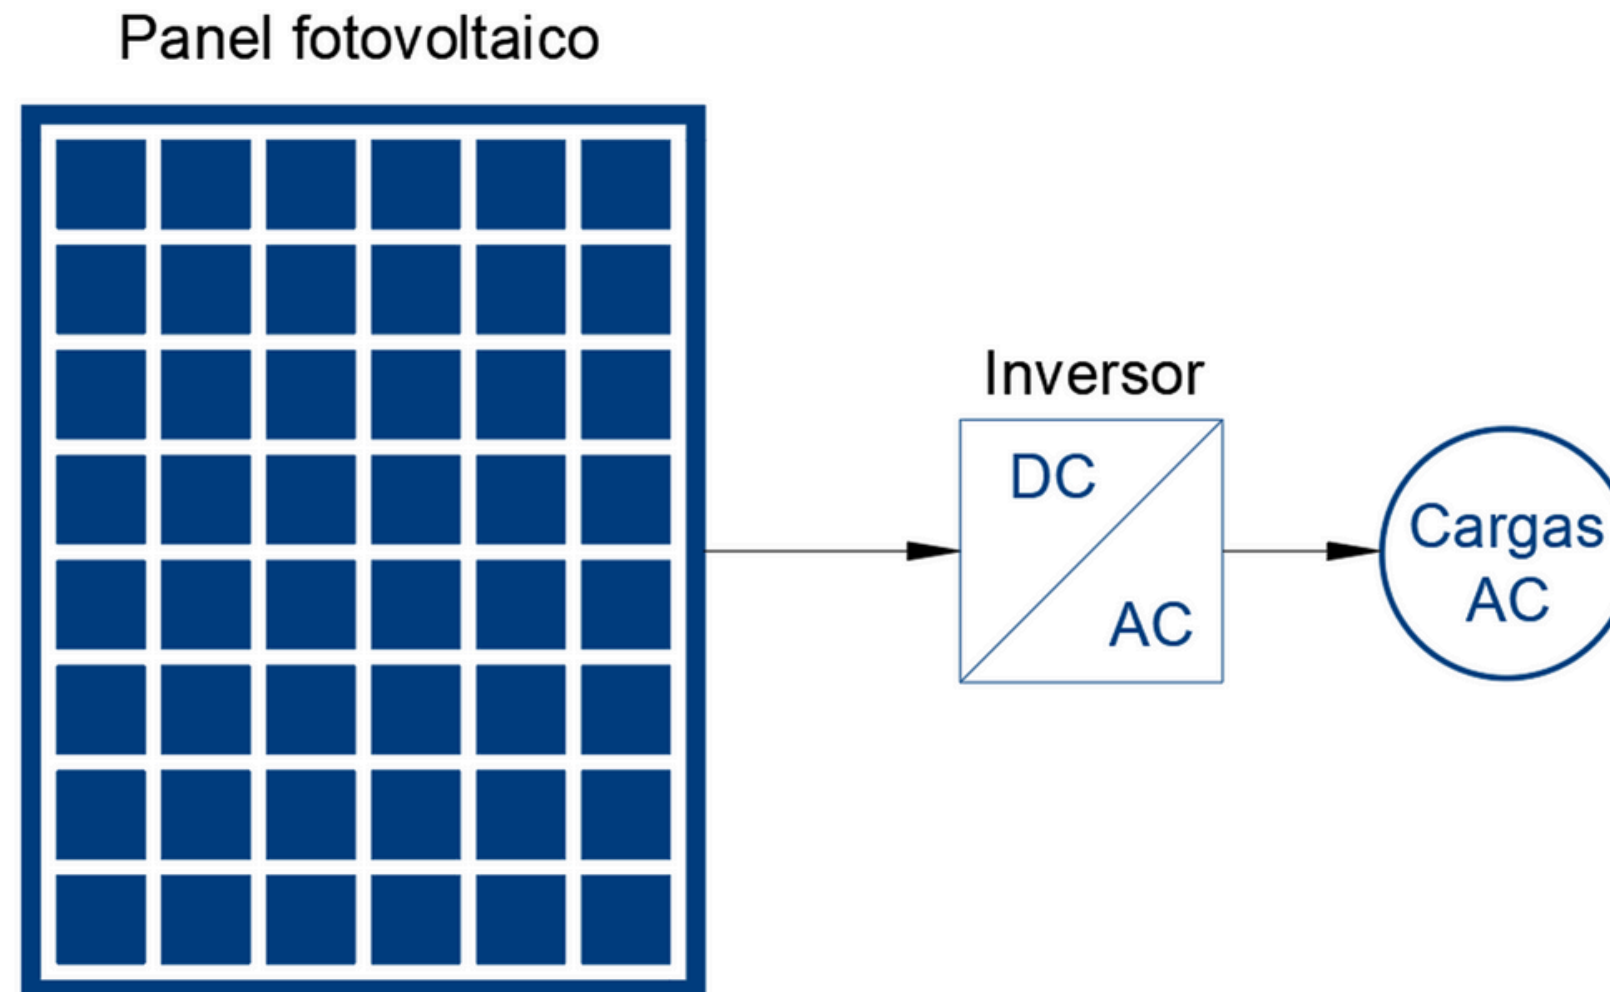 Panel fotovoltaico
Inversor
DC
AC
Cargas
AC